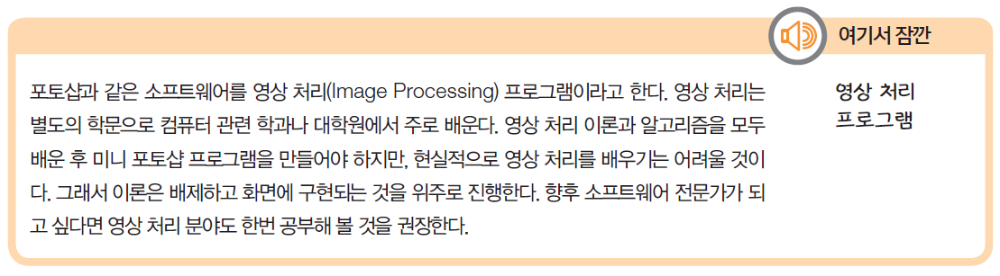 여기서 잠깐
영상 처리
프로그램
포토샵과 같은 소프트웨어를 영상 처리(Image Processing) 프로그램이라고 한다. 영상 처리는
별도의 학문으로 컴퓨터 관련 학과나 대학원에서 주로 배운다. 영상 처리 이론과 알고리즘을 모두
배운 후 미니 포토샵 프로그램을 만들어야 하지만, 현실적으로 영상 처리를 배우기는 어려울 것이
다. 그래서 이론은 배제하고 화면에 구현되는 것을 위주로 진행한다. 향후 소프트웨어 전문가가 되
고 싶다면 영상 처리 분야도 한번 공부해 볼 것을 권장한다.